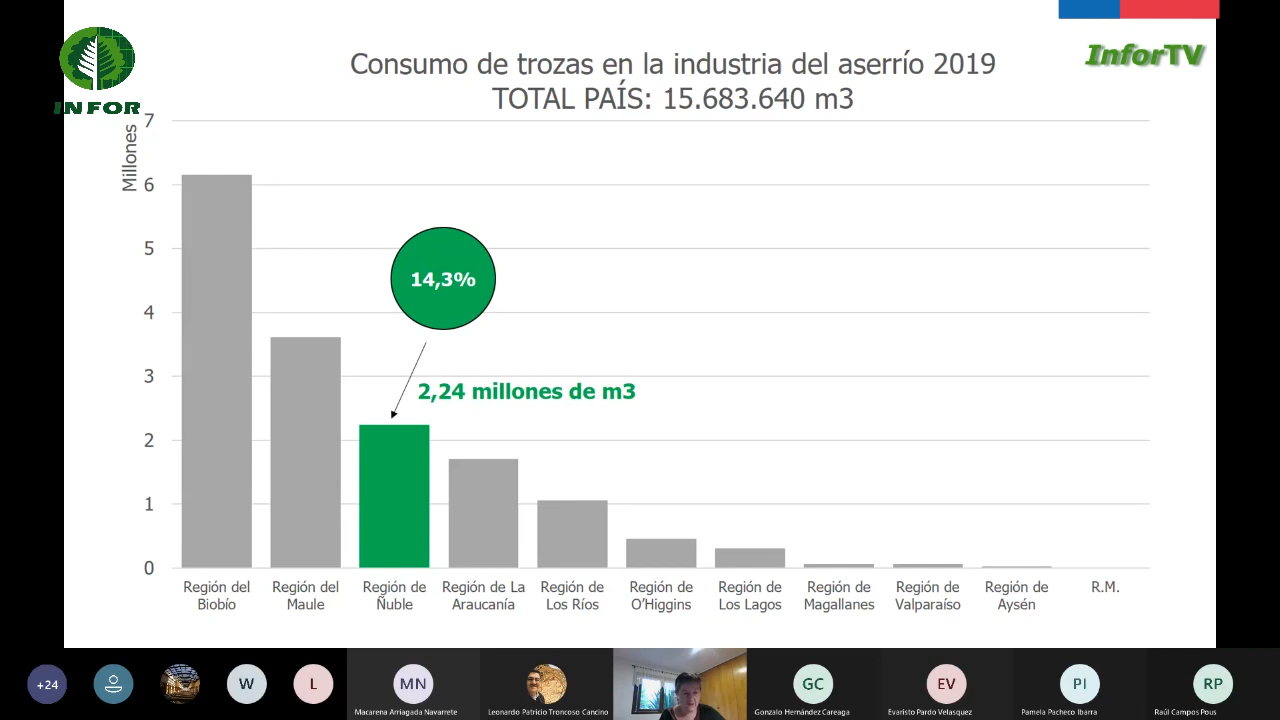 INFOR
InforTV
Consumo de trozas en la industria del aserrío 2019
TOTAL PAÍS: 15.683.640 m3
Millones
7
6
5
4
3
2
1
0
14,3%
2,24 millones de m3
Región del Biobío
Región del Maule
Región de Ñuble
Región de La Araucanía
Región de Los Ríos
Región de O’Higgins
Región de Los Lagos
Región de Magallanes
Región de Valparaíso
Región de Aysén
R.M.
+24
W
L
MN
Macarena Arriagada Navarrete
Leonardo Patricio Troncoso Cancino
GC
Gonzalo Hernández Careaga
EV
Evaristo Pardo Velasquez
PI
Pamela Pacheco Ibarra
RP
Raúl Campos Pous